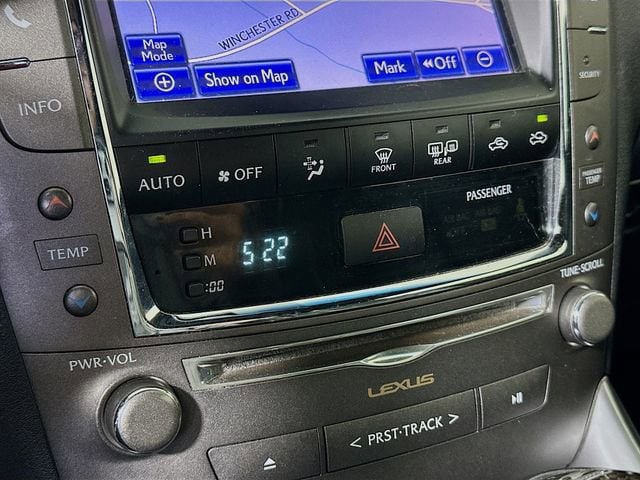 WINCHESTER RD
Map
Mode
Show on Map
Mark
Off
INFO
SECURITY
AUTO
OFF
FRONT
REAR
PASSENGER
TEMP
PASSENGER
H
M
:00
5:22
TEMP
TUNE·SCROLL
PWR·VOL
LEXUS
< PRST·TRACK >